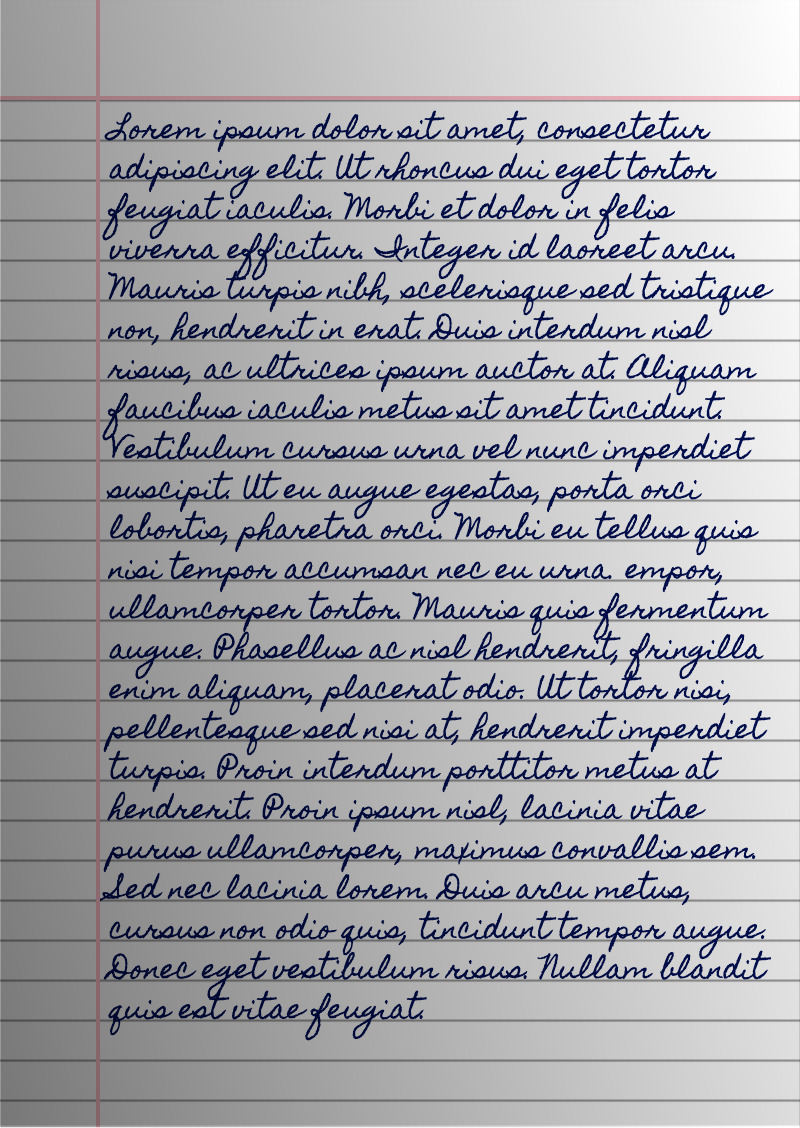 Lorem ipsum dolor sit amet, consectetur
adipiscing elit. Ut rhoncus dui eget tortor
feugiat iaculis. Morbi et dolor in felis
viverra efficitur. Integer id laoreet arcu.
Mauris turpis nibh, scelerisque sed tristique
non, hendrerit in erat. Duis interdum nisl
risus, ac ultrices ipsum auctor at. Aliquam
faucibus iaculis metus sit amet tincidunt.
Vestibulum cursus urna vel nunc imperdiet
suscipit. Ut eu augue egestas, porta orci
lobortis, pharetra orci. Morbi eu tellus quis
nisi tempor accumsan nec eu urna. empor,
ullamcorper tortor. Mauris quis fermentum
augue. Phasellus ac nisl hendrerit, fringilla
enim aliquam, placerat odio. Ut tortor nisi,
pellentesque sed nisi at, hendrerit imperdiet
turpis. Proin interdum porttitor metus at
hendrerit. Proin ipsum nisl, lacinia vitae
purus ullamcorper, maximus convallis sem.
Sed nec lacinia lorem. Duis arcu metus,
cursus non odio quis, tincidunt tempor augue.
Donec eget vestibulum risus. Nullam blandit
quis est vitae feugiat.